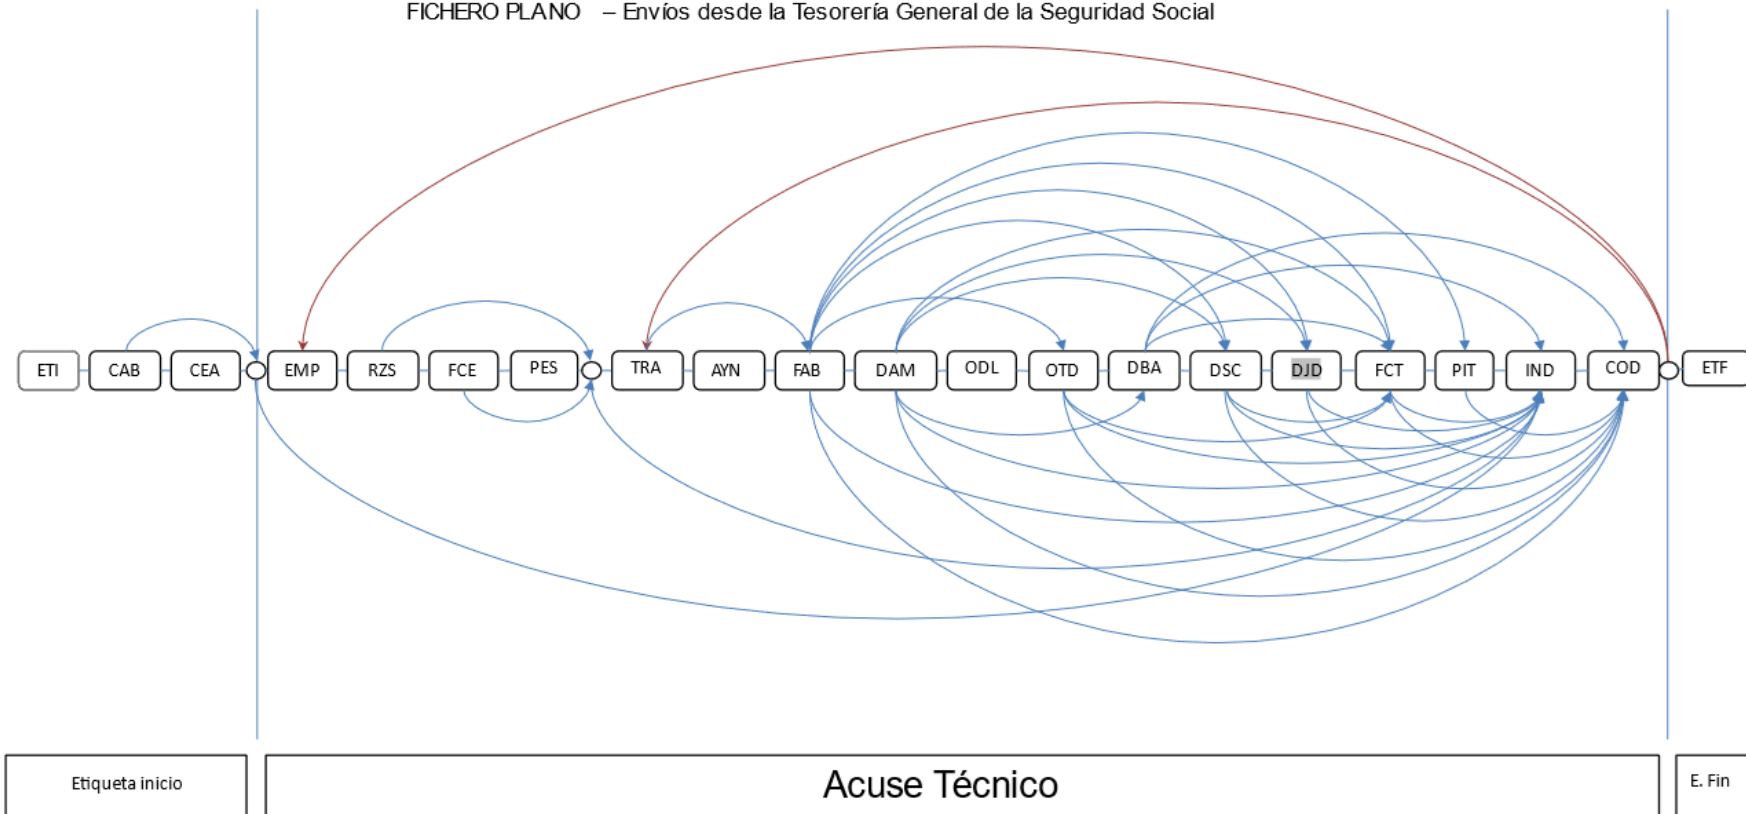 FICHERO PLANO – Envíos desde la Tesorería General de la Seguridad Social
ETI CAB CEA EMP RZS FCE PES TRA AYN FAB DAM ODL OTD DBA DSC DJD FCT PIT IND COD ETF
Etiqueta inicio Acuse Técnico E. Fin